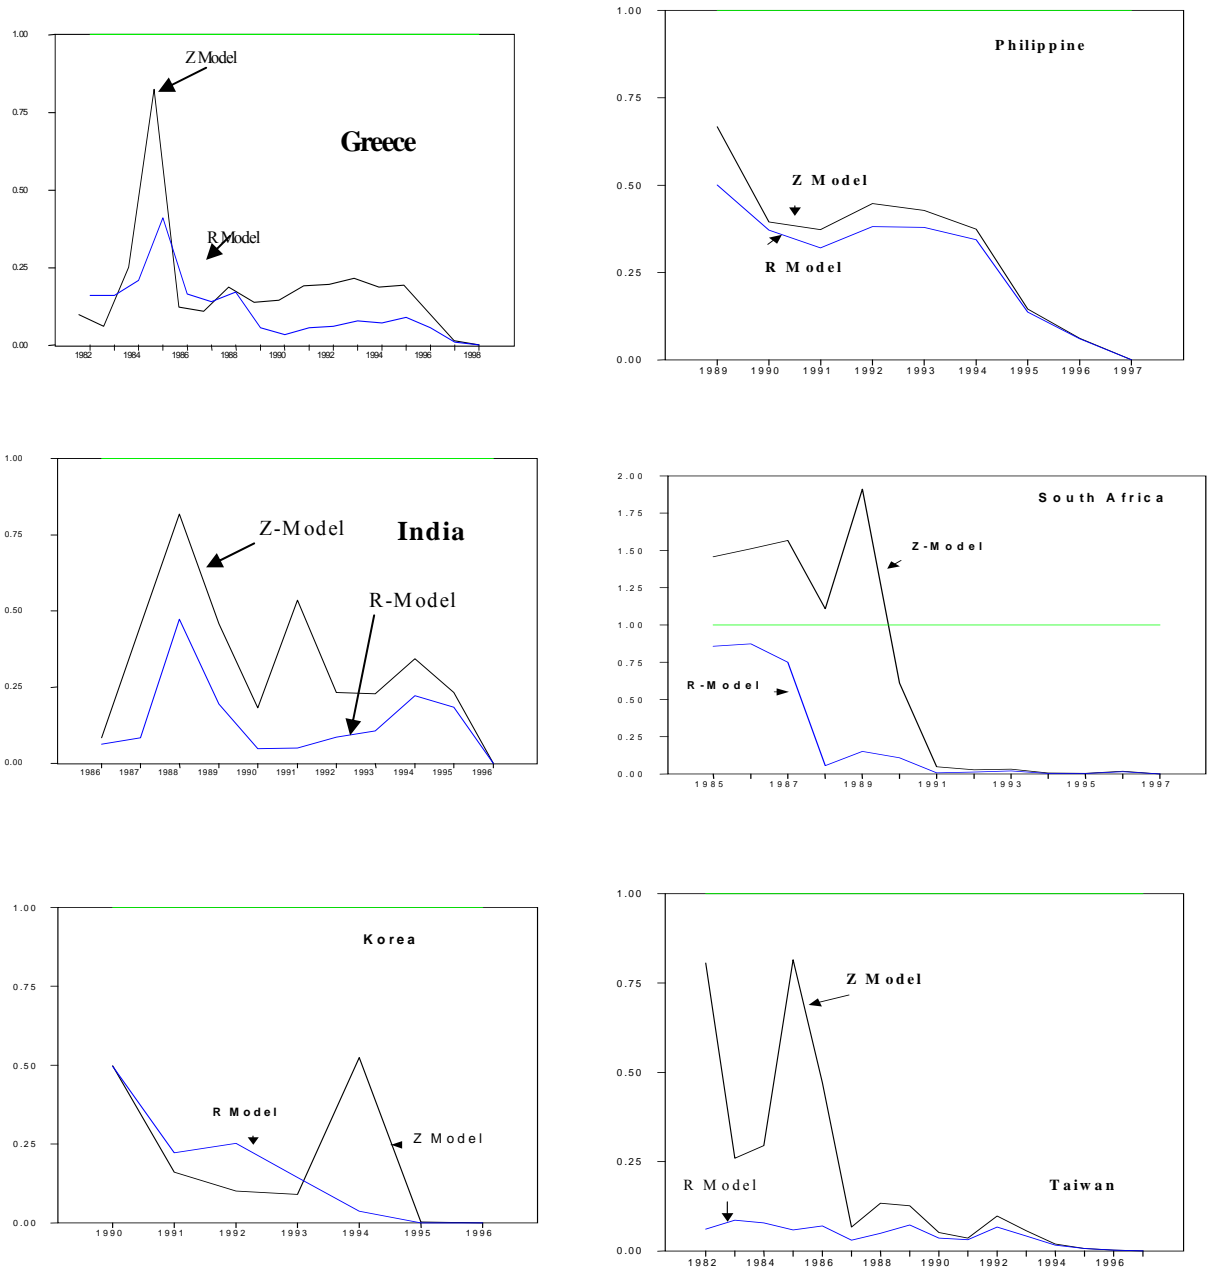 1.00
0.75
0.50
0.25
0.00
Z Model
Greece
R Model
1982 1984 1986 1988 1990 1992 1994 1996 1998
1.00
0.75
0.50
0.25
0.00
Philippine
Z Model
R Model
1989 1990 1991 1992 1993 1994 1995 1996 1997
1.00
0.75
0.50
0.25
0.00
Z-Model
India
R-Model
1986 1987 1988 1989 1990 1991 1992 1993 1994 1995 1996
2.00
1.75
1.50
1.25
1.00
0.75
0.50
0.25
0.00
South Africa
Z-Model
R-Model
1985 1987 1989 1991 1993 1995 1997
1.00
0.75
0.50
0.25
0.00
Korea
R Model
Z Model
1990 1991 1992 1993 1994 1995 1996
1.00
0.75
0.50
0.25
0.00
Z Model
R Model
Taiwan
1982 1984 1986 1988 1990 1992 1994 1996